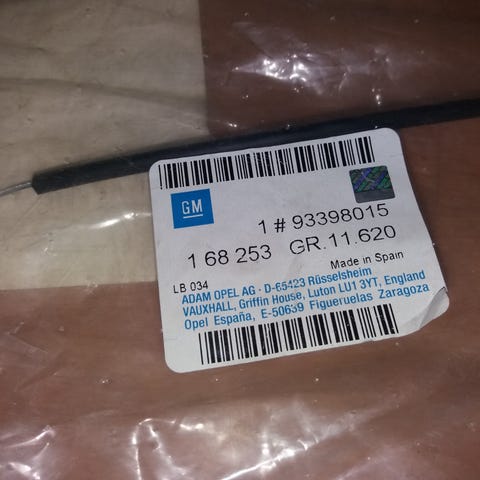 GM
1 # 93398015
1 68 253 GR.11.620
Made in Spain
LB 034
ADAM OPEL AG · D-65423 Rüsselsheim
VAUXHALL, Griffin House, Luton LU1 3YT, England
Opel España, E-50639 Figueruelas Zaragoza